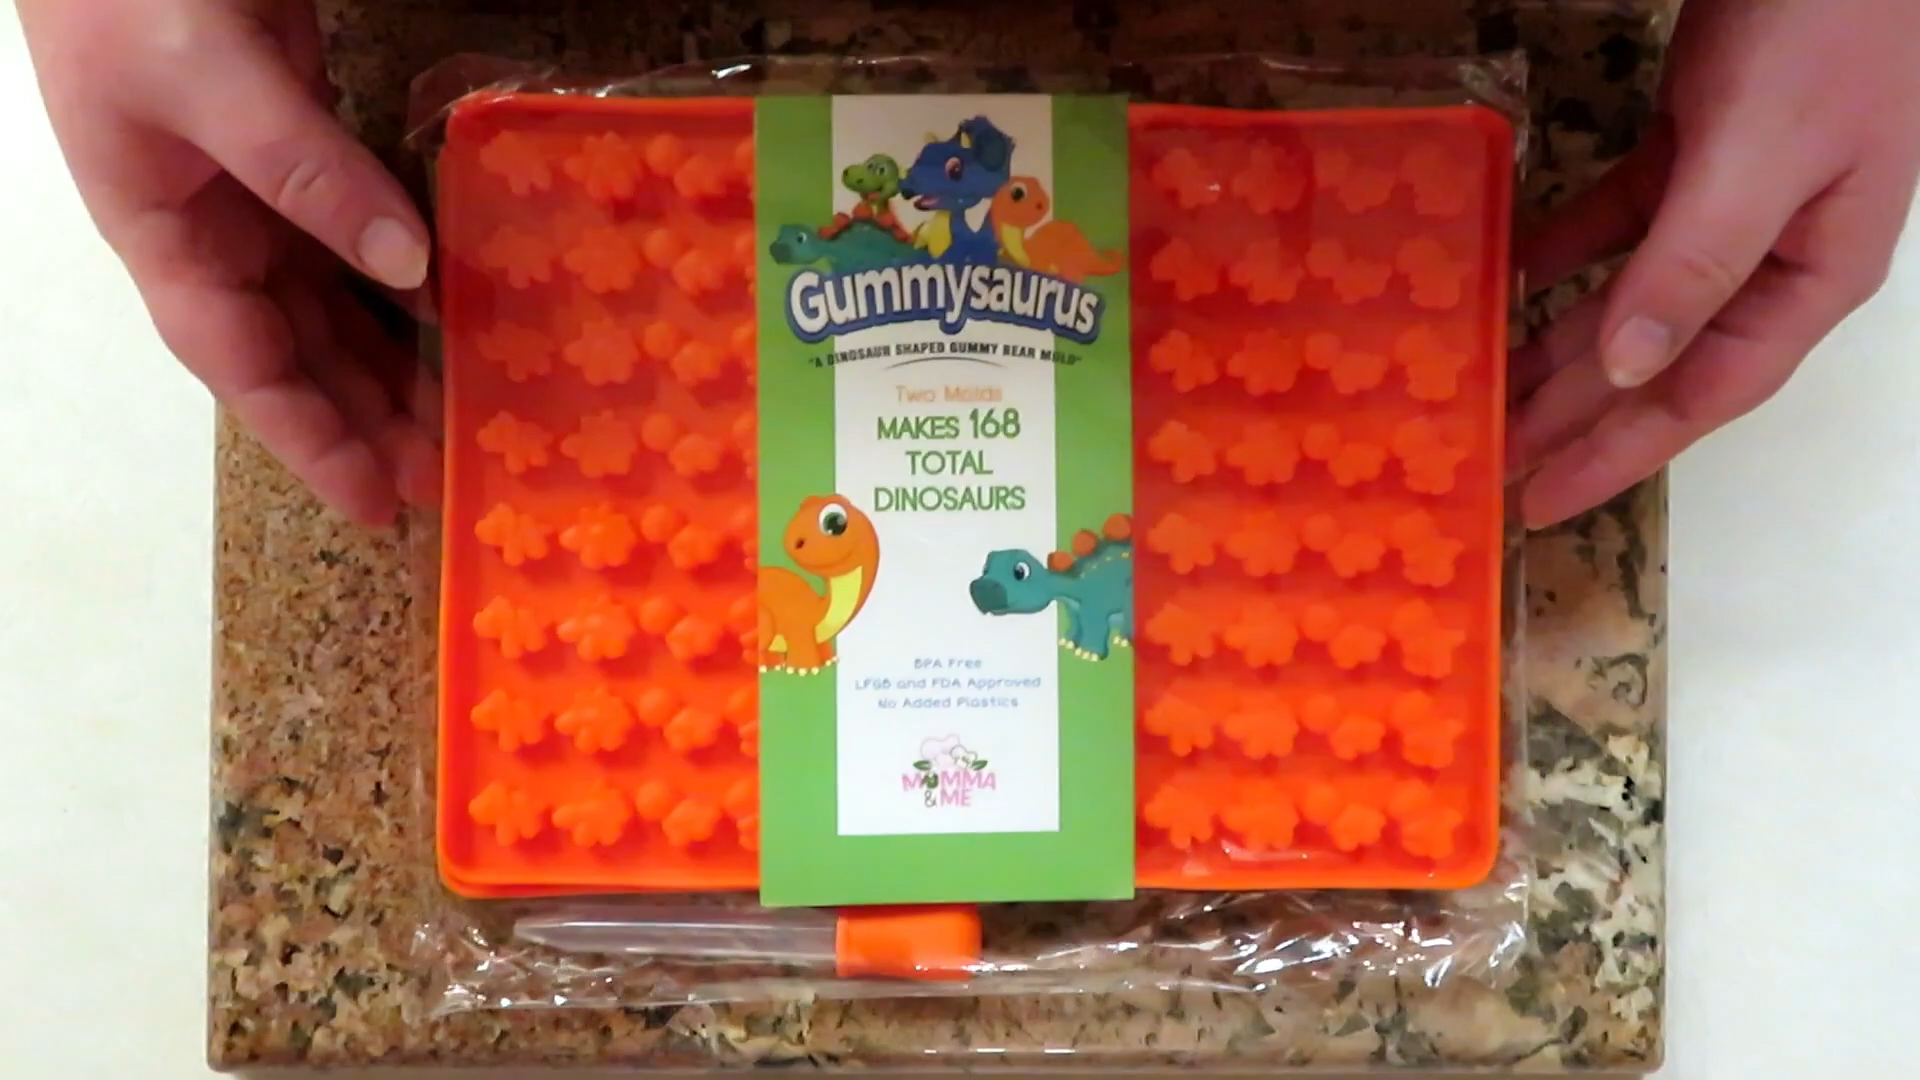 Gummysaurus
"A DINOSAUR SHAPED GUMMY BEAR MOLD"
Two Molds
MAKES 168
TOTAL
DINOSAURS
BPA Free
LFGB and FDA Approved
No Added Plastics
MUMMA
& ME